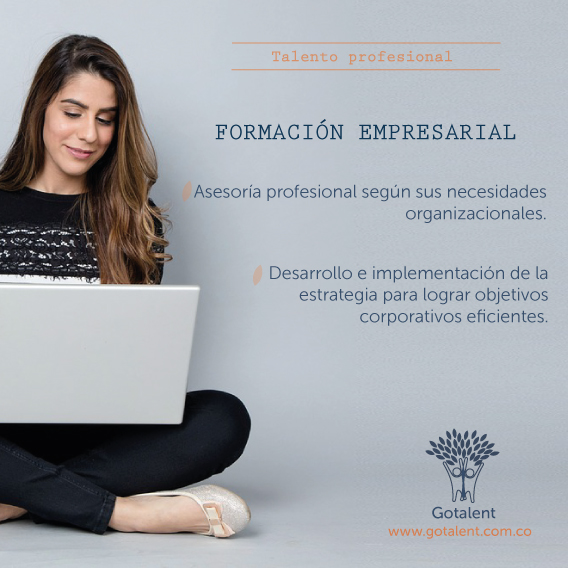 Talento profesional
FORMACIÓN EMPRESARIAL
Asesoría profesional según sus necesidades
organizacionales.
Desarrollo e implementación de la
estrategia para lograr objetivos
corporativos eficientes.
Gotalent
www.gotalent.com.co